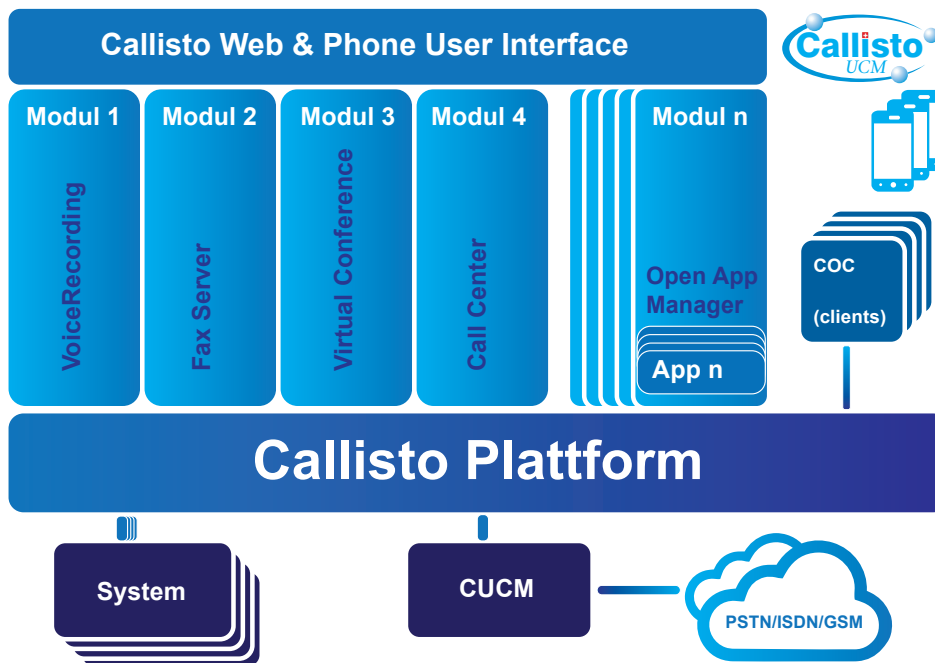 Callisto Web & Phone User Interface
Callisto
UCM
Modul 1
Modul 2
Modul 3
Modul 4
Modul n
VoiceRecording
Fax Server
Virtual Conference
Call Center
Open App
Manager
App n
COC
(clients)
Callisto Plattform
System
CUCM
PSTN/ISDN/GSM